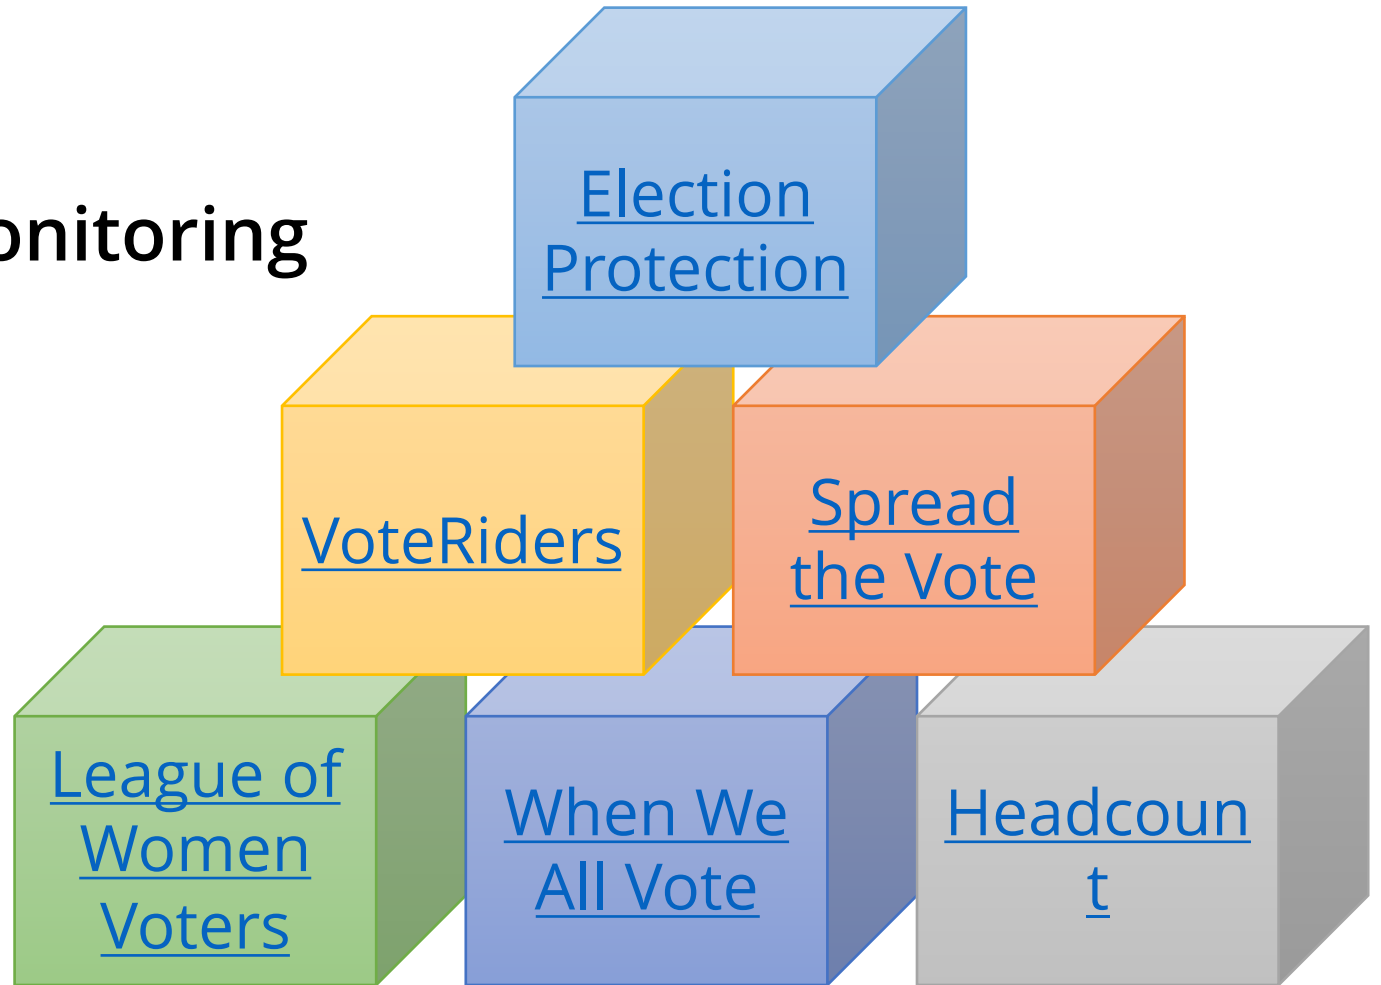 Election
Protection
onitoring
VoteRiders
Spread
the Vote
League of
Women
Voters
When We
All Vote
Headcoun
t